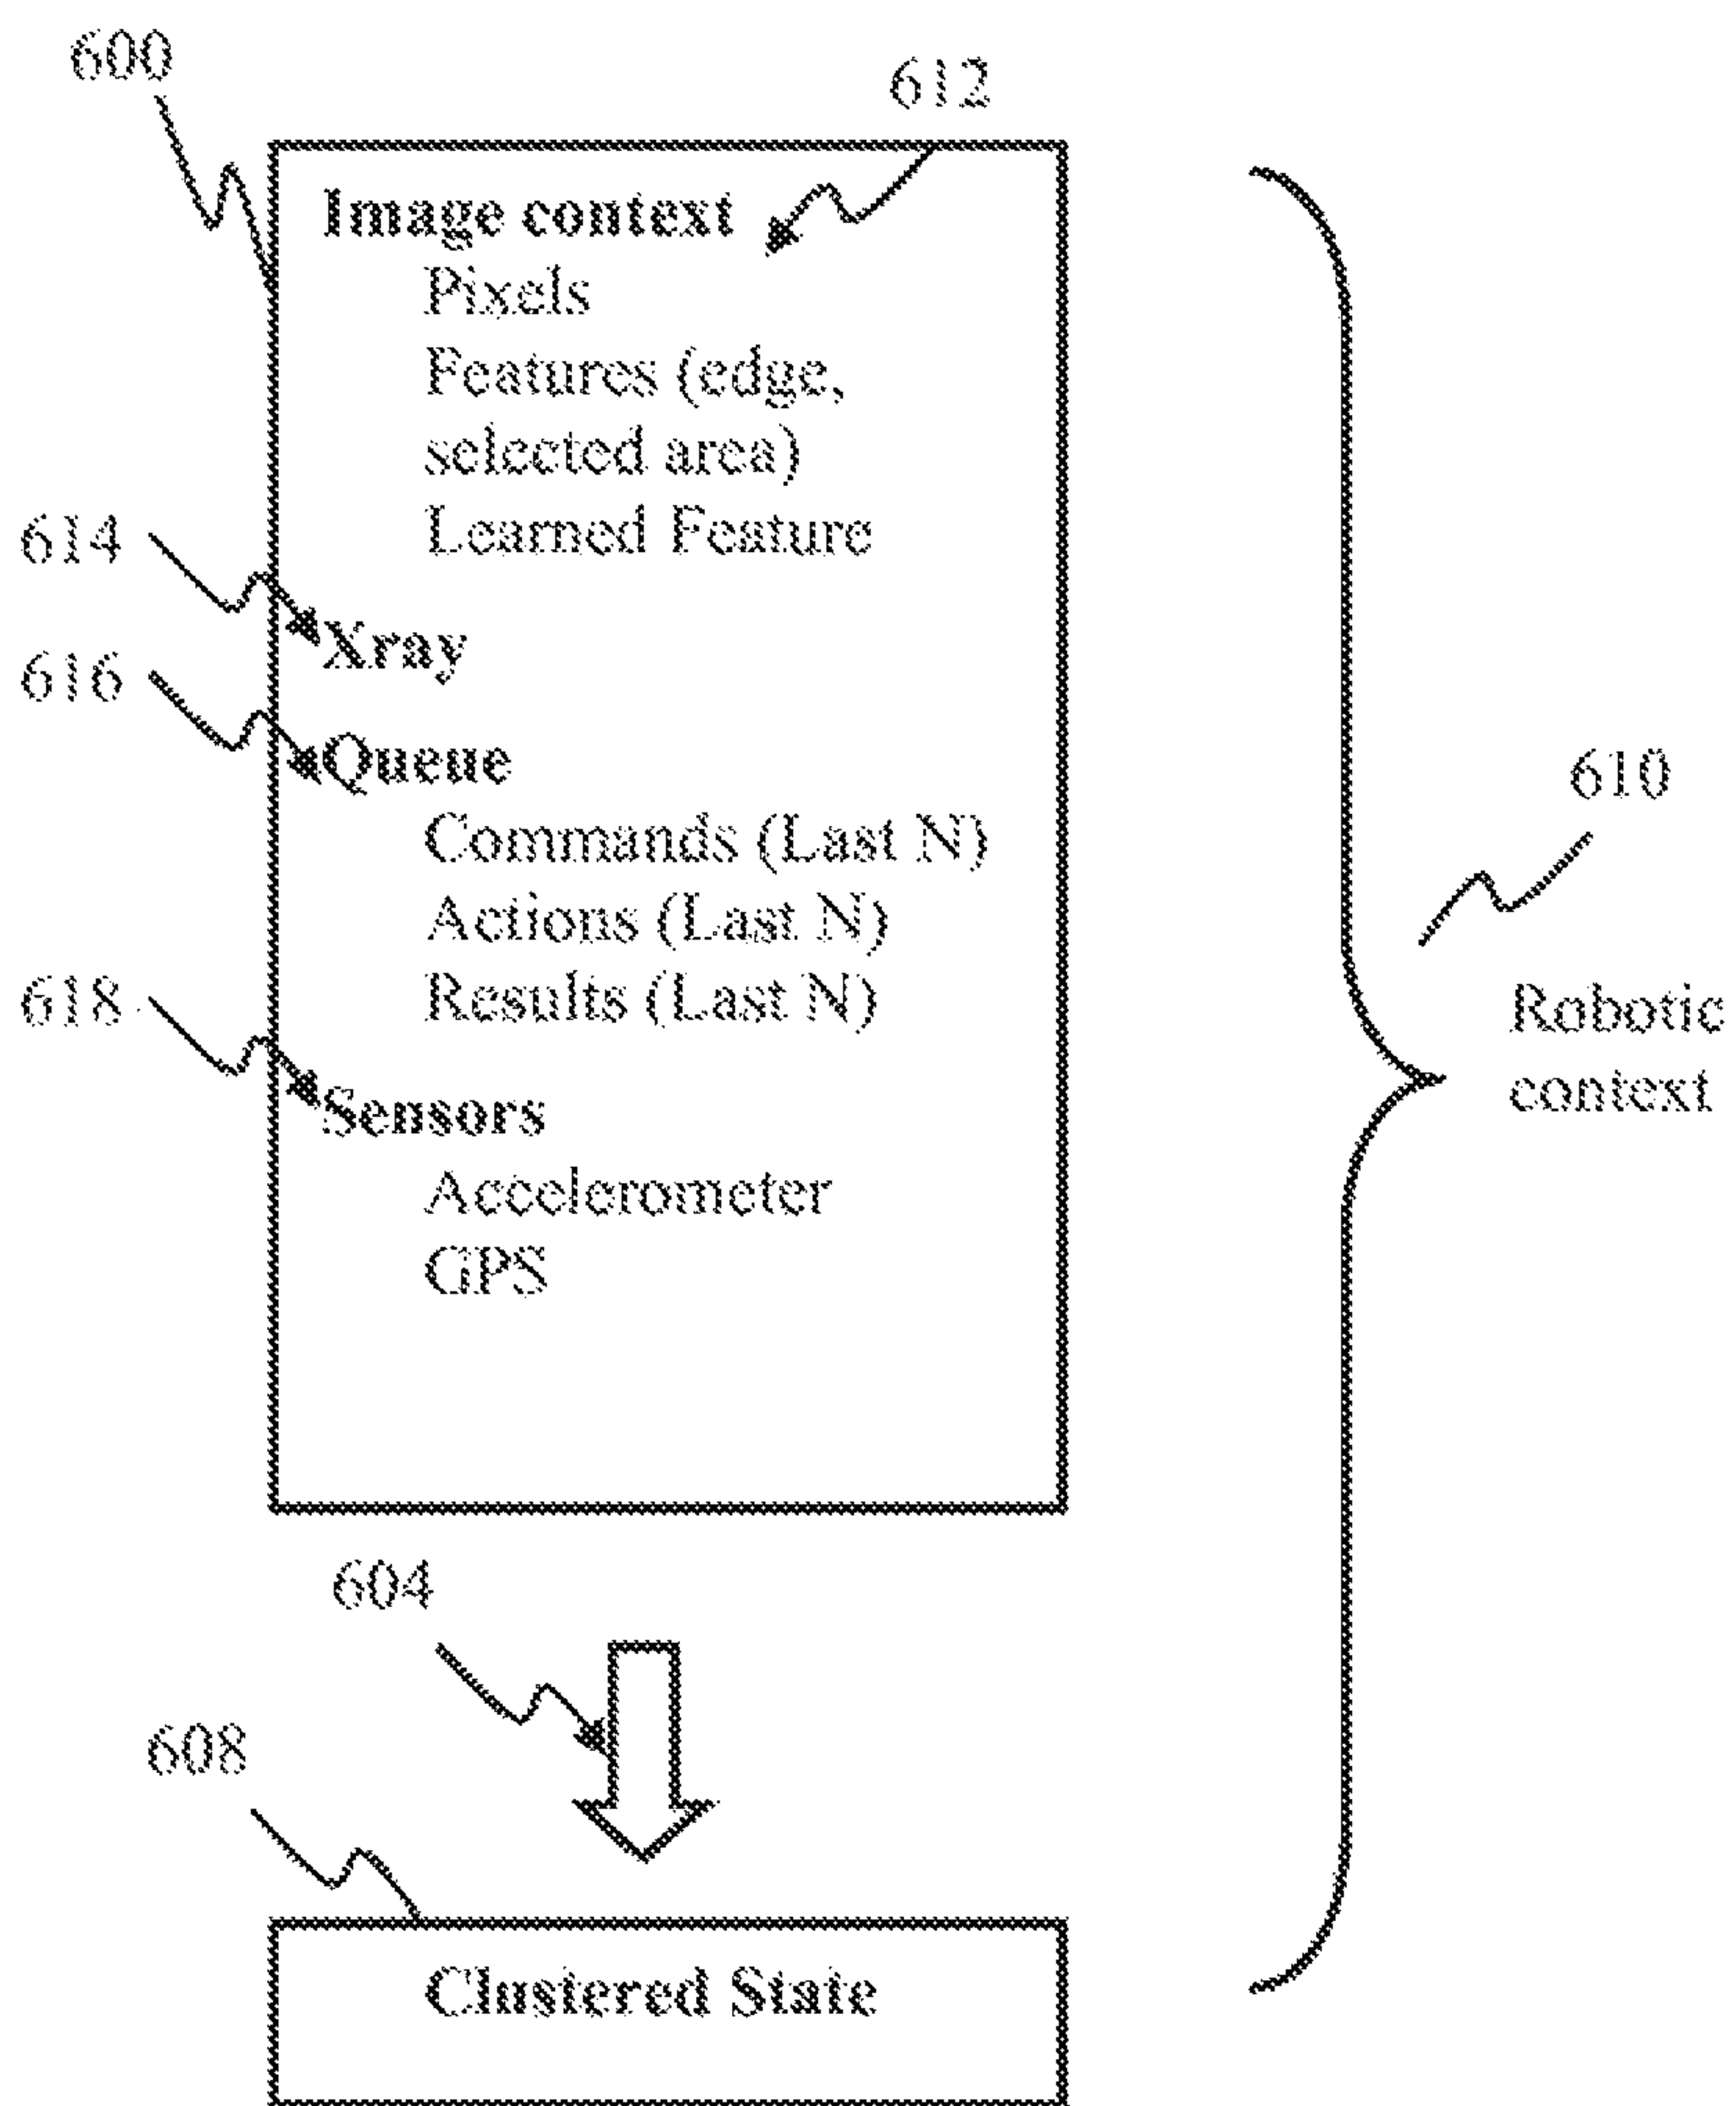 600
612
Image context
Pixels
Features (edge,
selected area)
Learned Feature
614
Xray
616
Queue
610
Commands (Last N)
Actions (Last N)
618
Results (Last N)
Robotic
context
Sensors
Accelerometer
GPS
604
608
Clustered State